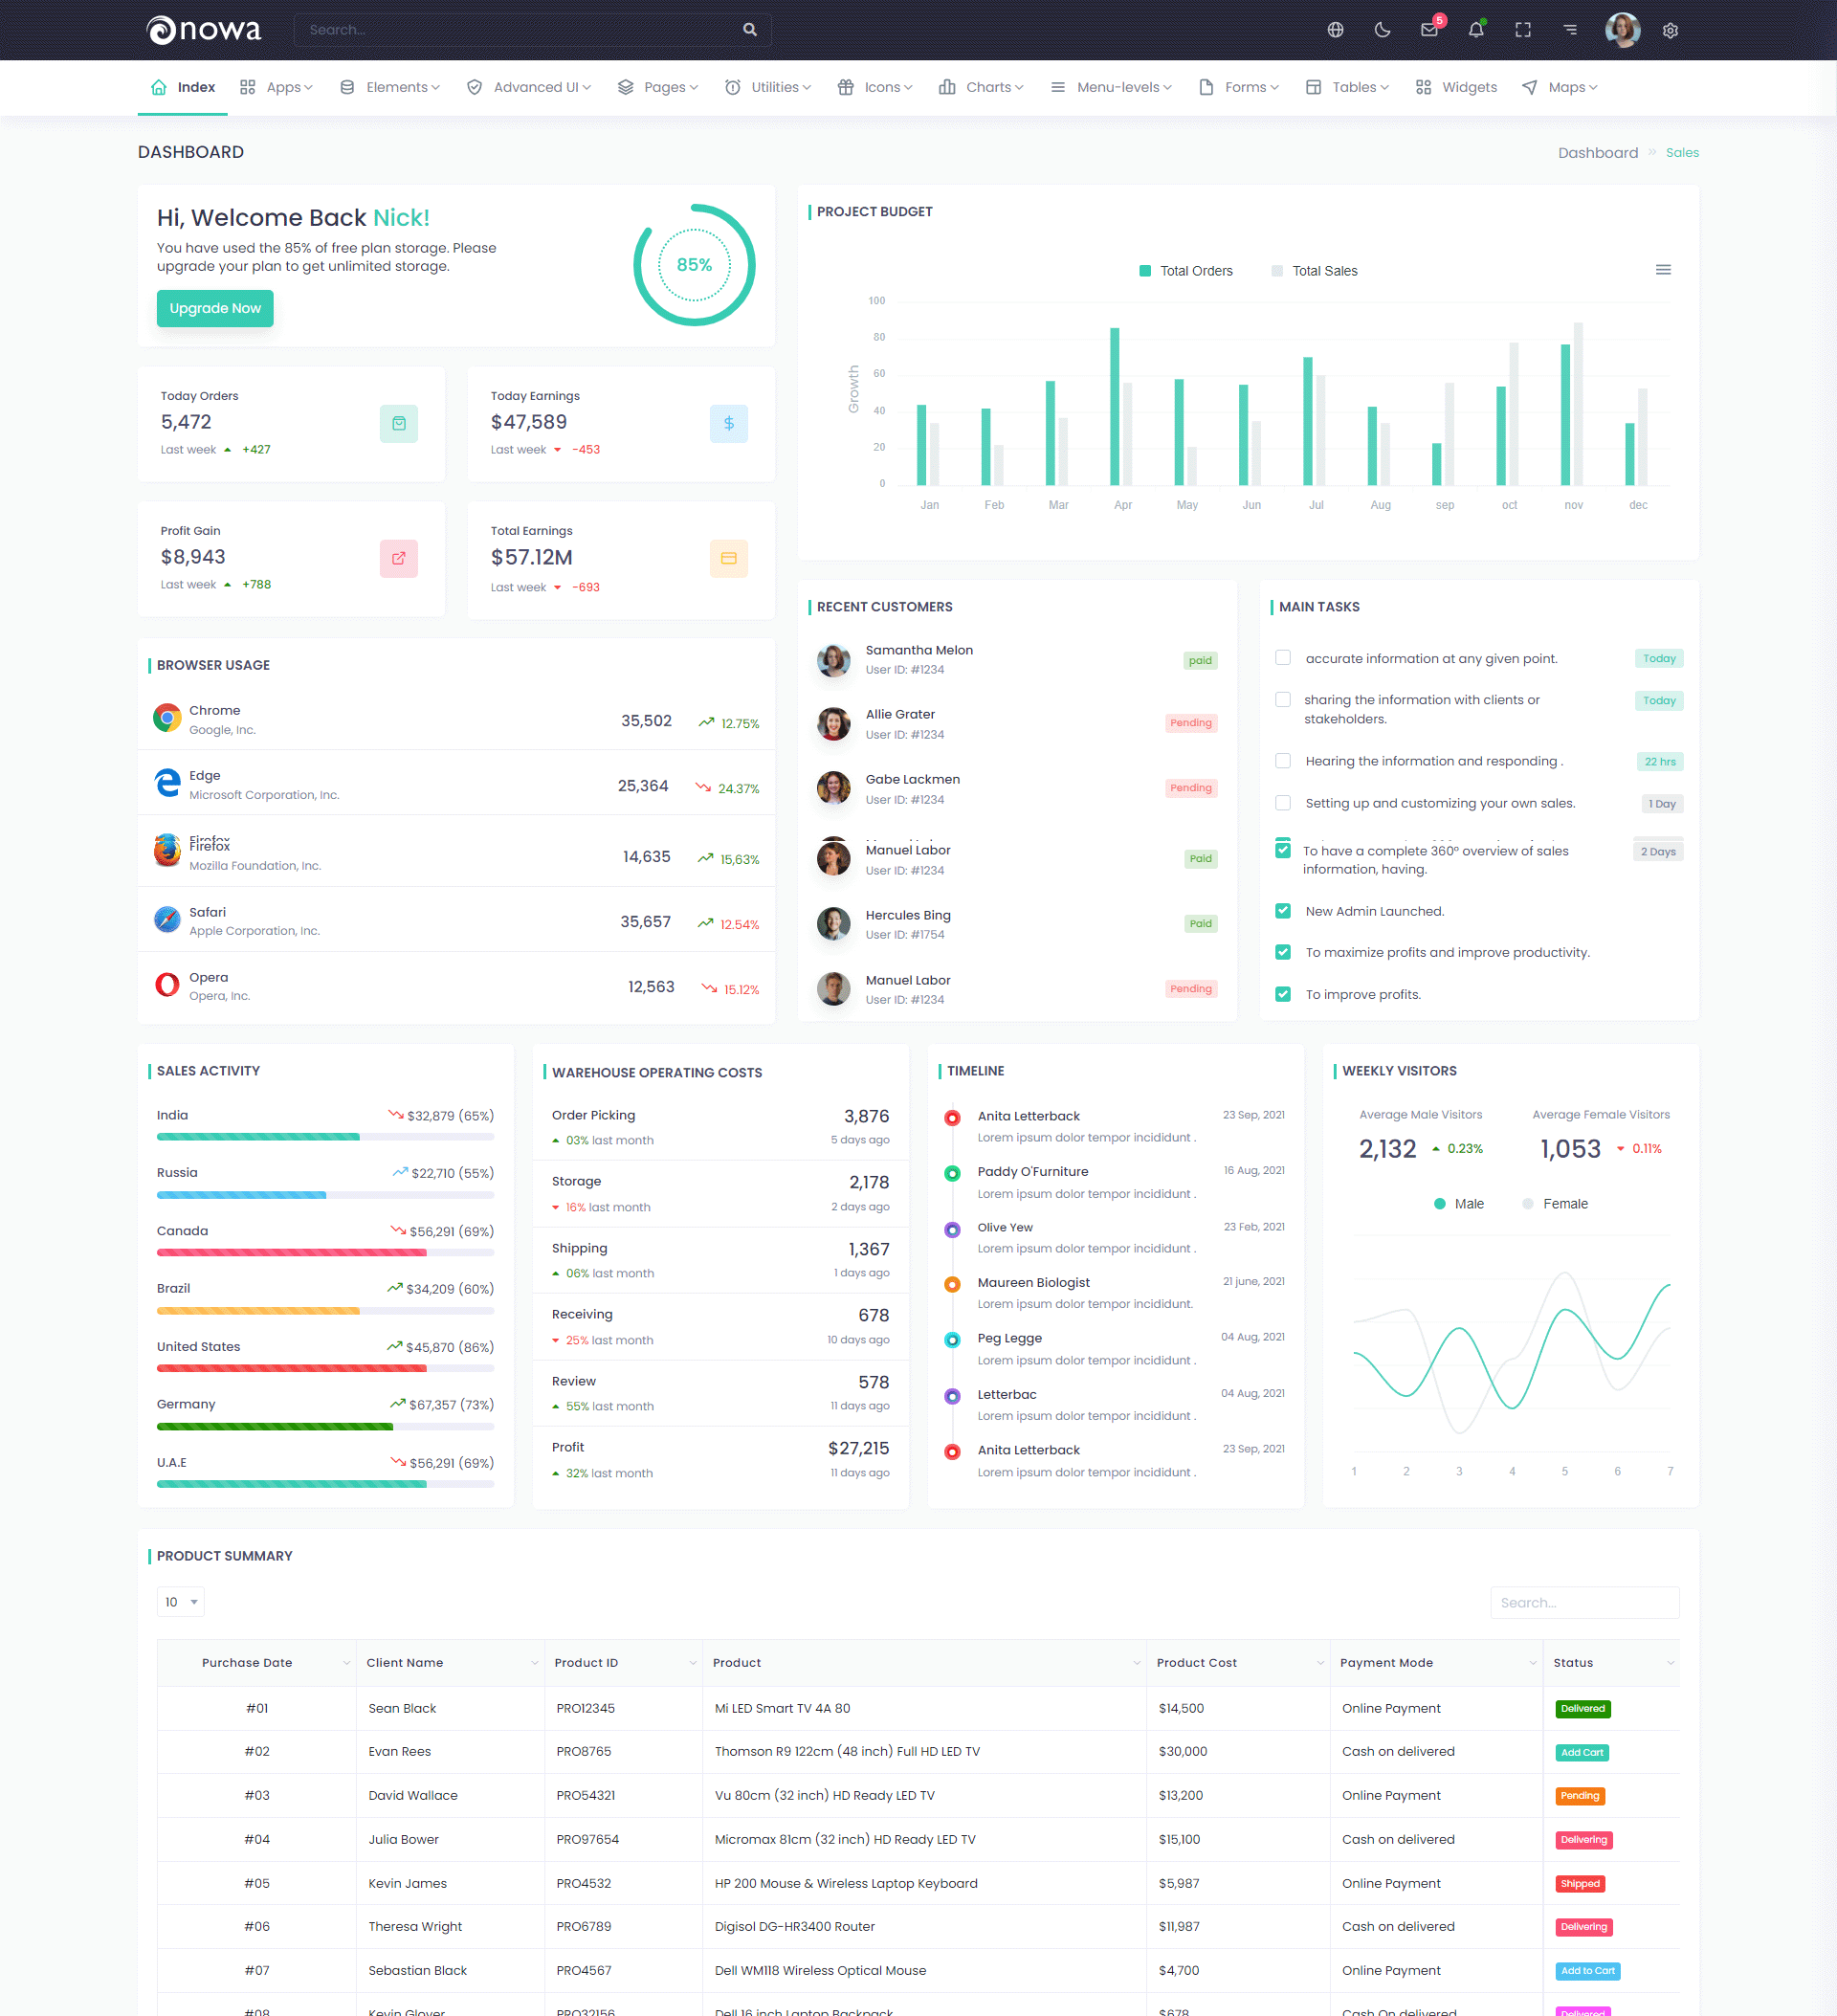 nowa
Search...
5
Index
Apps
Elements
Advanced UI
Pages
Utilities
Icons
Charts
Menu-levels
Forms
Tables
Widgets
Maps
DASHBOARD
Dashboard » Sales
Hi, Welcome Back Nick!
You have used the 85% of free plan storage. Please
upgrade your plan to get unlimited storage.
Upgrade Now
85%
Today Orders
5,472
Last week +427
Today Earnings
$47,589
Last week -453
Profit Gain
$8,943
Last week +788
Total Earnings
$57.12M
Last week -693
PROJECT BUDGET
Total Orders Total Sales
Growth
100
80
60
40
20
0
Jan Feb Mar Apr May Jun Jul Aug sep oct nov dec
BROWSER USAGE
Chrome
Google, Inc.
35,502 12.75%
Edge
Microsoft Corporation, Inc.
25,364 24.37%
Firefox
Firefox
Mozilla Foundation, Inc.
14,635 15,63%
Safari
Apple Corporation, Inc.
35,657 12.54%
Opera
Opera, Inc.
12,563 15.12%
RECENT CUSTOMERS
Samantha Melon
User ID: #1234
paid
Allie Grater
User ID: #1234
Pending
Gabe Lackmen
User ID: #1234
Pending
Manuel Labor
User ID: #1234
Paid
Hercules Bing
User ID: #1754
Paid
Manuel Labor
User ID: #1234
Pending
MAIN TASKS
accurate information at any given point. Today
sharing the information with clients or Today
stakeholders.
Hearing the information and responding . 22 hrs
Setting up and customizing your own sales. 1 Day
To have a complete 360° overview of sales 2 Days
information, having.
New Admin Launched.
To maximize profits and improve productivity.
To improve profits.
SALES ACTIVITY
India $32,879 (65%)
Russia $22,710 (55%)
Canada $56,291 (69%)
Brazil $34,209 (60%)
United States $45,870 (86%)
Germany $67,357 (73%)
U.A.E $56,291 (69%)
WAREHOUSE OPERATING COSTS
Order Picking 3,876
03% last month 5 days ago
Storage 2,178
16% last month 2 days ago
Shipping 1,367
06% last month 1 days ago
Receiving 678
25% last month 10 days ago
Review 578
55% last month 11 days ago
Profit $27,215
32% last month 11 days ago
TIMELINE
Anita Letterback 23 Sep, 2021
Lorem ipsum dolor tempor incididunt .
Paddy O'Furniture 16 Aug, 2021
Lorem ipsum dolor tempor incididunt .
Olive Yew 23 Feb, 2021
Lorem ipsum dolor tempor incididunt .
Maureen Biologist 21 june, 2021
Lorem ipsum dolor tempor incididunt.
Peg Legge 04 Aug, 2021
Lorem ipsum dolor tempor incididunt .
Letterbac 04 Aug, 2021
Lorem ipsum dolor tempor incididunt .
Anita Letterback 23 Sep, 2021
Lorem ipsum dolor tempor incididunt .
WEEKLY VISITORS
Average Male Visitors
2,132 0.23%
Average Female Visitors
1,053 0.11%
Male Female
1 2 3 4 5 6 7
PRODUCT SUMMARY
10
Search...
Purchase Date Client Name Product ID Product Product Cost Payment Mode Status
#01 Sean Black PRO12345 Mi LED Smart TV 4A 80 $14,500 Online Payment Delivered
#02 Evan Rees PRO8765 Thomson R9 122cm (48 inch) Full HD LED TV $30,000 Cash on delivered Add Cart
#03 David Wallace PRO54321 Vu 80cm (32 inch) HD Ready LED TV $13,200 Online Payment Pending
#04 Julia Bower PRO97654 Micromax 81cm (32 inch) HD Ready LED TV $15,100 Cash on delivered Delivering
#05 Kevin James PRO4532 HP 200 Mouse & Wireless Laptop Keyboard $5,987 Online Payment Shipped
#06 Theresa Wright PRO6789 Digisol DG-HR3400 Router $11,987 Cash on delivered Delivering
#07 Sebastian Black PRO4567 Dell WM118 Wireless Optical Mouse $4,700 Online Payment Add to Cart
#08 Kevin Glover PRO32156 Dell 16 inch Laptop Backpack $678 Cash On delivered Delivered